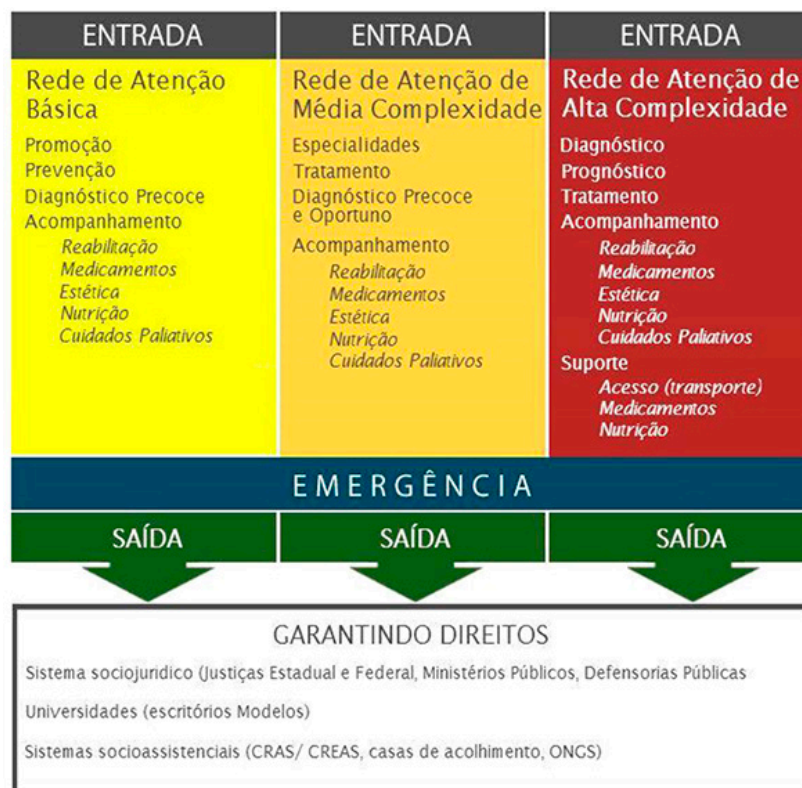 ENTRADA
Rede de Atenção
Básica
Promoção
Prevenção
Diagnóstico Precoce
Acompanhamento
Reabilitação
Medicamentos
Estética
Nutrição
Cuidados Paliativos
ENTRADA
Rede de Atenção de
Média Complexidade
Especialidades
Tratamento
Diagnóstico Precoce
e Oportuno
Acompanhamento
Reabilitação
Medicamentos
Estética
Nutrição
Cuidados Paliativos
ENTRADA
Rede de Atenção de
Alta Complexidade
Diagnóstico
Prognóstico
Tratamento
Acompanhamento
Reabilitação
Medicamentos
Estética
Nutrição
Cuidados Paliativos
Suporte
Acesso (transporte)
Medicamentos
Nutrição
EMERGÊNCIA
SAÍDA
SAÍDA
SAÍDA
GARANTINDO DIREITOS
Sistema sociojuridico (Justiças Estadual e Federal, Ministérios Públicos, Defensorias Públicas
Universidades (escritórios Modelos)
Sistemas socioassistenciais (CRAS/ CREAS, casas de acolhimento, ONGS)